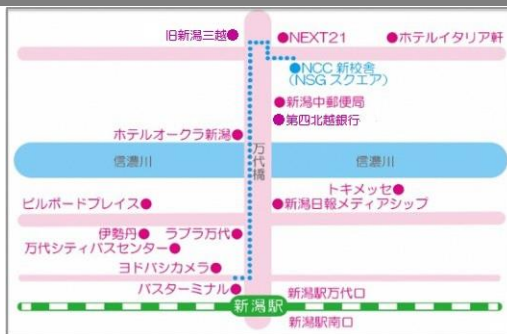 旧新潟三越●
●NEXT21
●ホテルイタリア軒
●NCC 新校舎
(NSGスクエア)
●新潟中郵便局
●第四北越銀行
ホテルオークラ新潟●
万代橋
信濃川
信濃川
トキメッセ●
ビルボードプレイス●
●新潟日報メディアシップ
伊勢丹●
ラブラ万代●
万代シティバスセンター●
ヨドバシカメラ●
バスターミナル●
新潟駅万代口
新潟駅
新潟駅南口